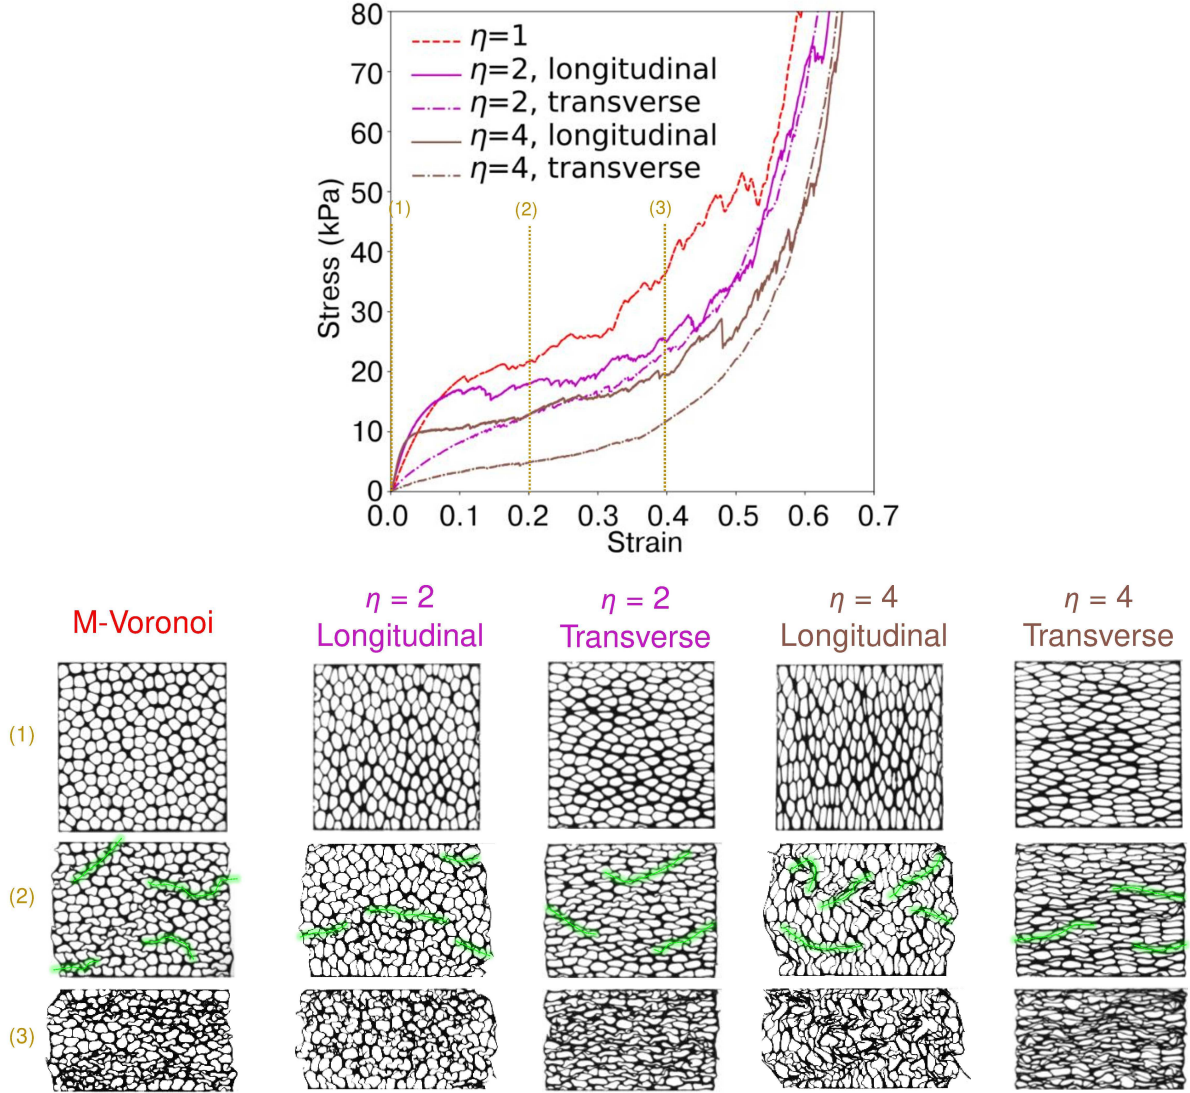 80
η=1
70
η=2, longitudinal
η=2, transverse
60
η=4, longitudinal
η=4, transverse
50
(1)
(2)
(3)
40
30
20
10
0
Stress (kPa)
0.0 0.1 0.2 0.3 0.4 0.5 0.6 0.7
Strain
M-Voronoi
η = 2
Longitudinal
η = 2
Transverse
η = 4
Longitudinal
η = 4
Transverse
(1)
(2)
(3)